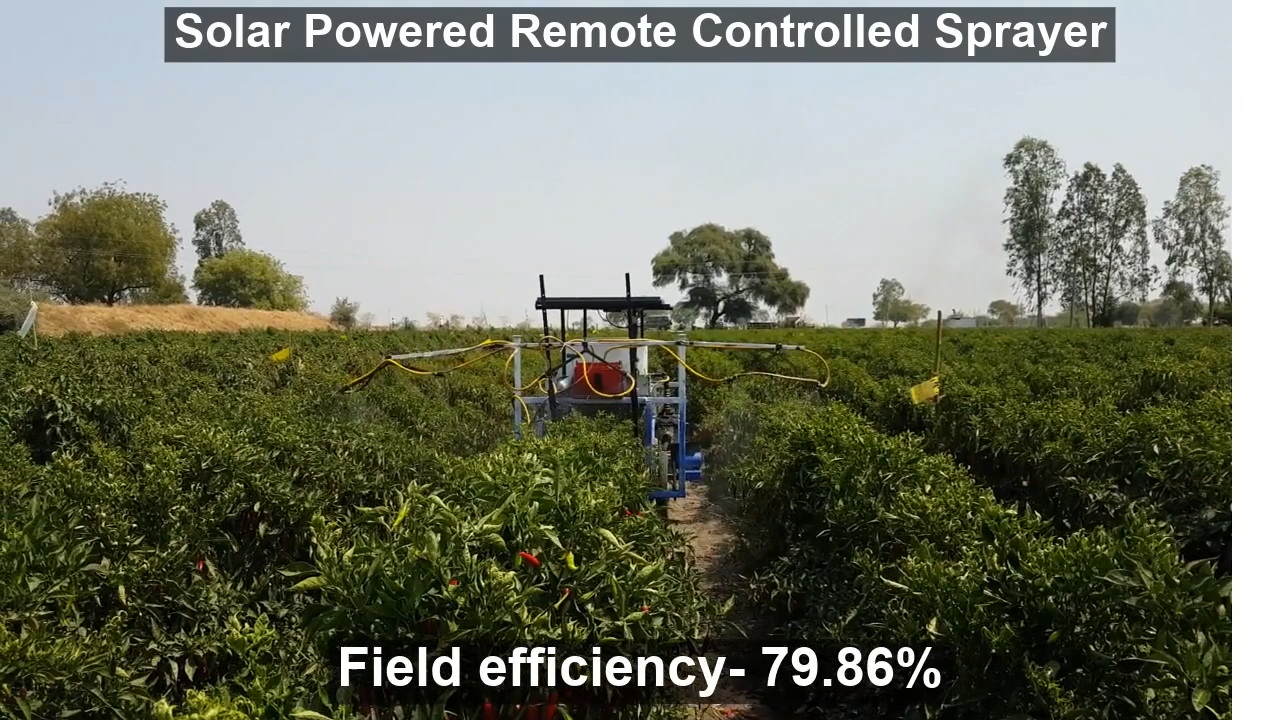 Solar Powered Remote Controlled Sprayer
Field efficiency- 79.86%